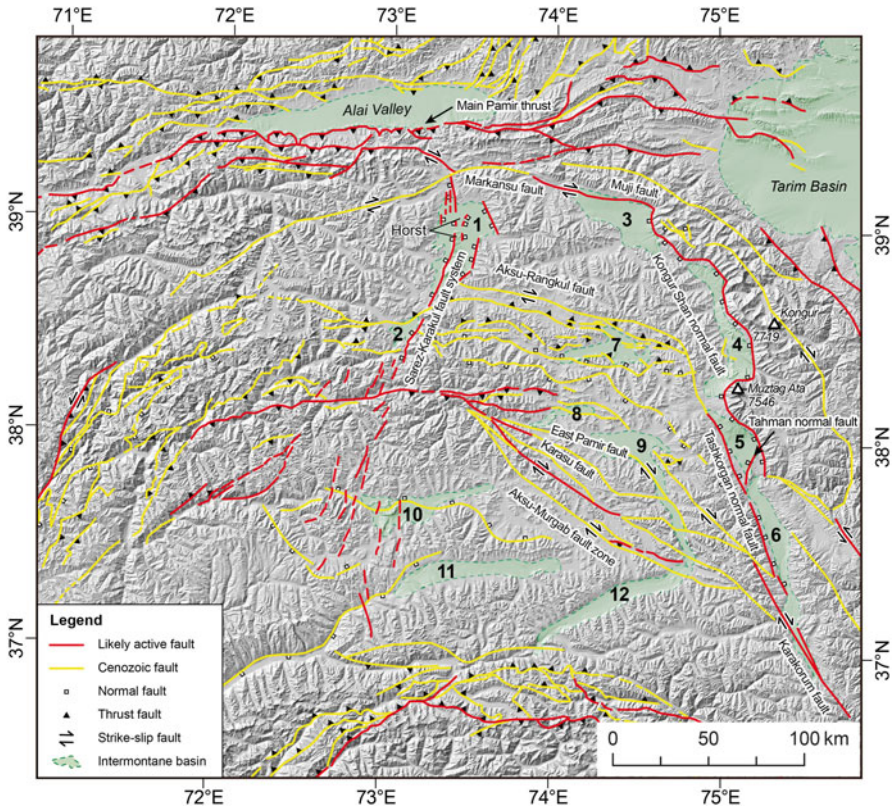 71°E 72°E 73°E 74°E 75°E
Alai Valley
Main Pamir thrust
Tarim Basin
39°N
Markansu fault
Muji fault
39°N
Horst
1
3
Aksu-Rangkul fault
Sarez-Karakul fault system
Kongur Shan normal fault
Kongur
7719
2
7
4
Muztag Ata
7546
38°N
8
Tahman normal fault
38°N
East Pamir fault
9
5
Karasu fault
Tashkorgan normal fault
10
Aksu-Murgab fault zone
6
11
12
37°N
37°N
Karakorum fault
Legend
Likely active fault
Cenozoic fault
Normal fault
Thrust fault
Strike-slip fault
Intermontane basin
0 50 100 km
72°E 73°E 74°E 75°E